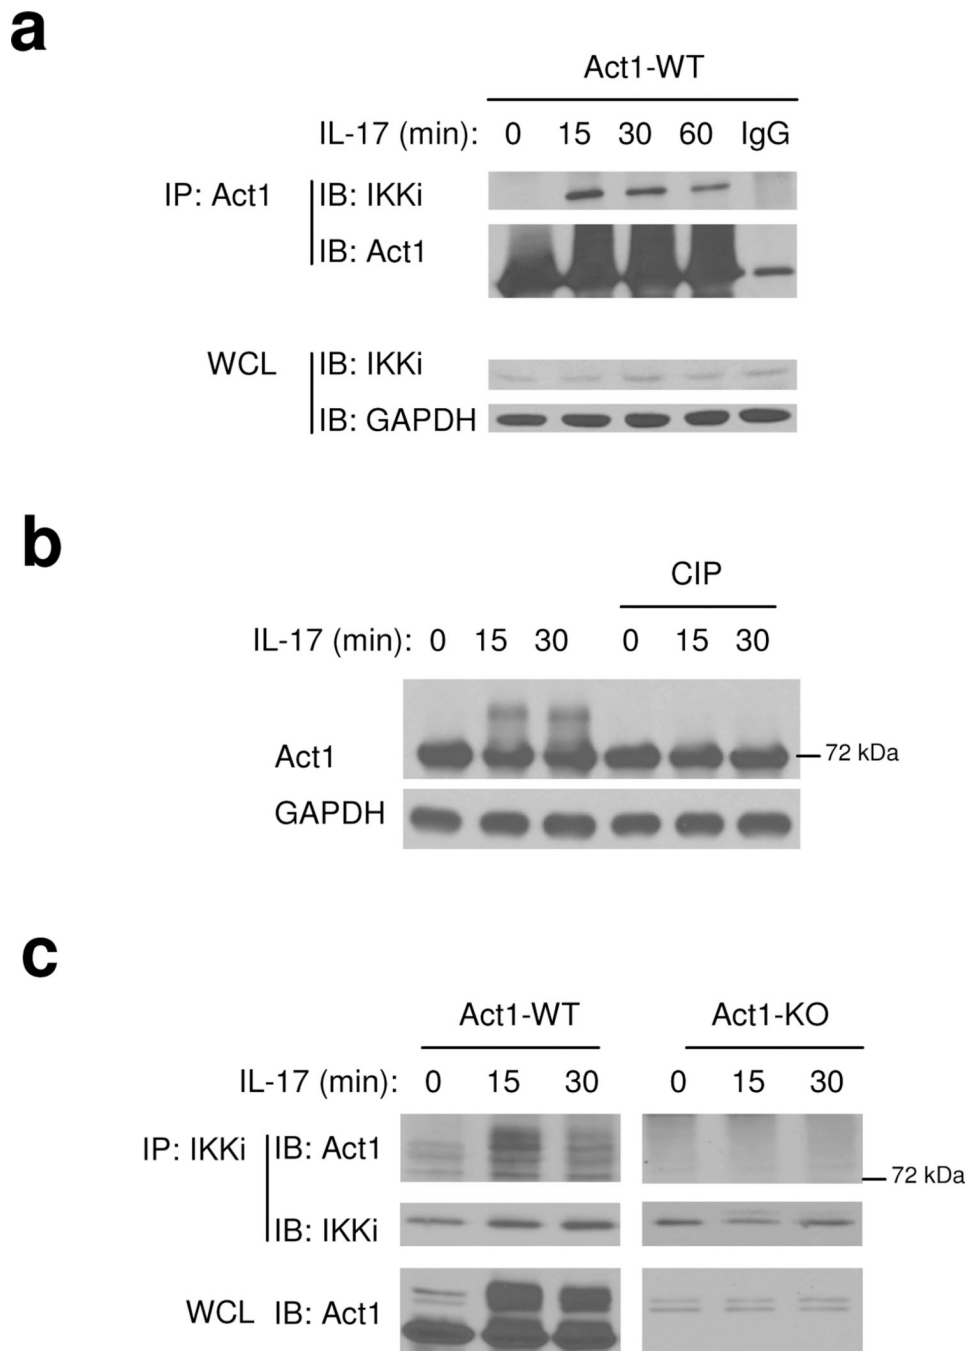 a
Act1-WT
IL-17 (min): 0 15 30 60 IgG
IP: Act1 IB: IKKi
IB: Act1
WCL IB: IKKi
IB: GAPDH
b
CIP
IL-17 (min): 0 15 30 0 15 30
Act1 72 kDa
GAPDH
c
Act1-WT Act1-KO
IL-17 (min): 0 15 30 0 15 30
IP: IKKi IB: Act1
72 kDa
IB: IKKi
WCL IB: Act1